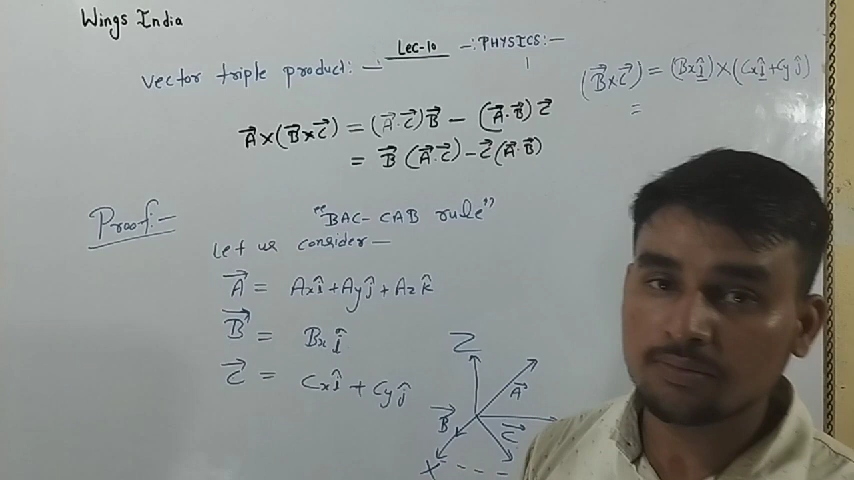 Wings India
Lec-10 -: PHYSICS:-
Vector triple product:-
A⃗×(B⃗×C⃗) = (A⃗.C⃗)B⃗ - (A⃗.B⃗)C⃗
= B⃗(A⃗.C⃗) - C⃗(A⃗.B⃗)
(B⃗×C⃗) = (Bxî)×(Cxî+Cyĵ)
=
Proof:-
"BAC-CAB rule"
Let us consider-
A⃗ = Axî+Ayĵ+Azk̂
B⃗ = Bxî
C⃗ = Cxî + Cyĵ
Z
A⃗
B⃗
C⃗
X